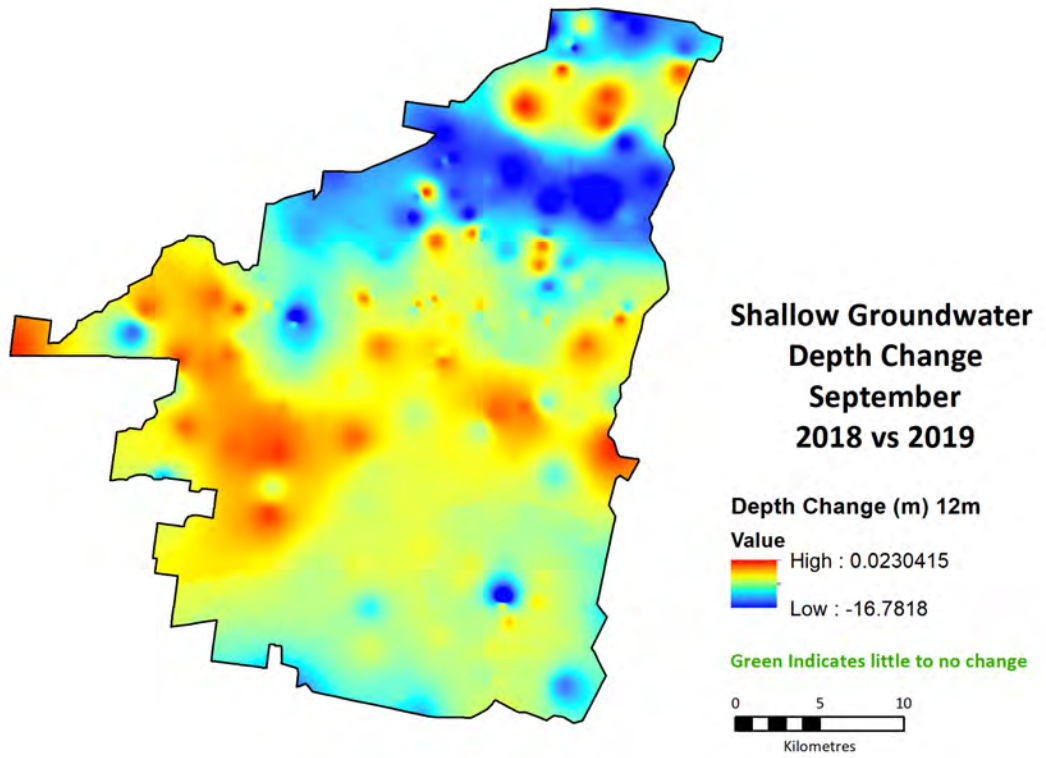 Shallow Groundwater
Depth Change
September
2018 vs 2019
Depth Change (m) 12m
Value
High : 0.0230415
Low : -16.7818
Green Indicates little to no change
0 5 10
Kilometres